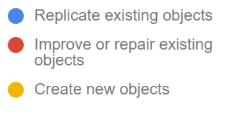 Replicate existing objects
Improve or repair existing
objects
Create new objects